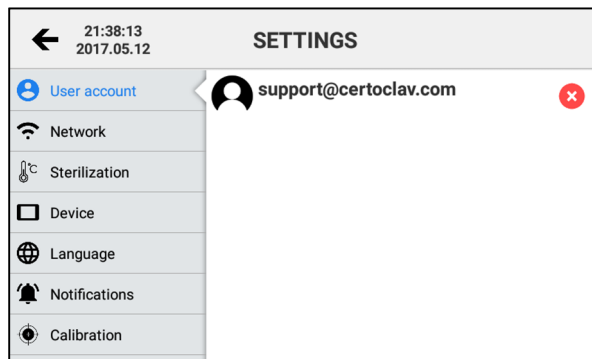 21:38:13
2017.05.12
SETTINGS
User account
support@certoclav.com
Network
°C
Sterilization
Device
Language
Notifications
Calibration